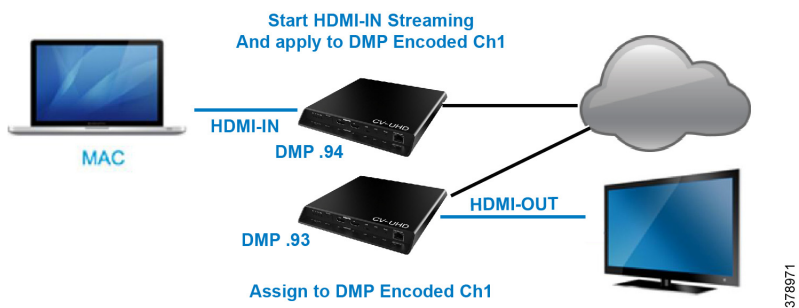 Start HDMI-IN Streaming
And apply to DMP Encoded Ch1
HDMI-IN
CV-UHD
MAC
DMP .94
CV-UHD
HDMI-OUT
DMP .93
Assign to DMP Encoded Ch1
378971